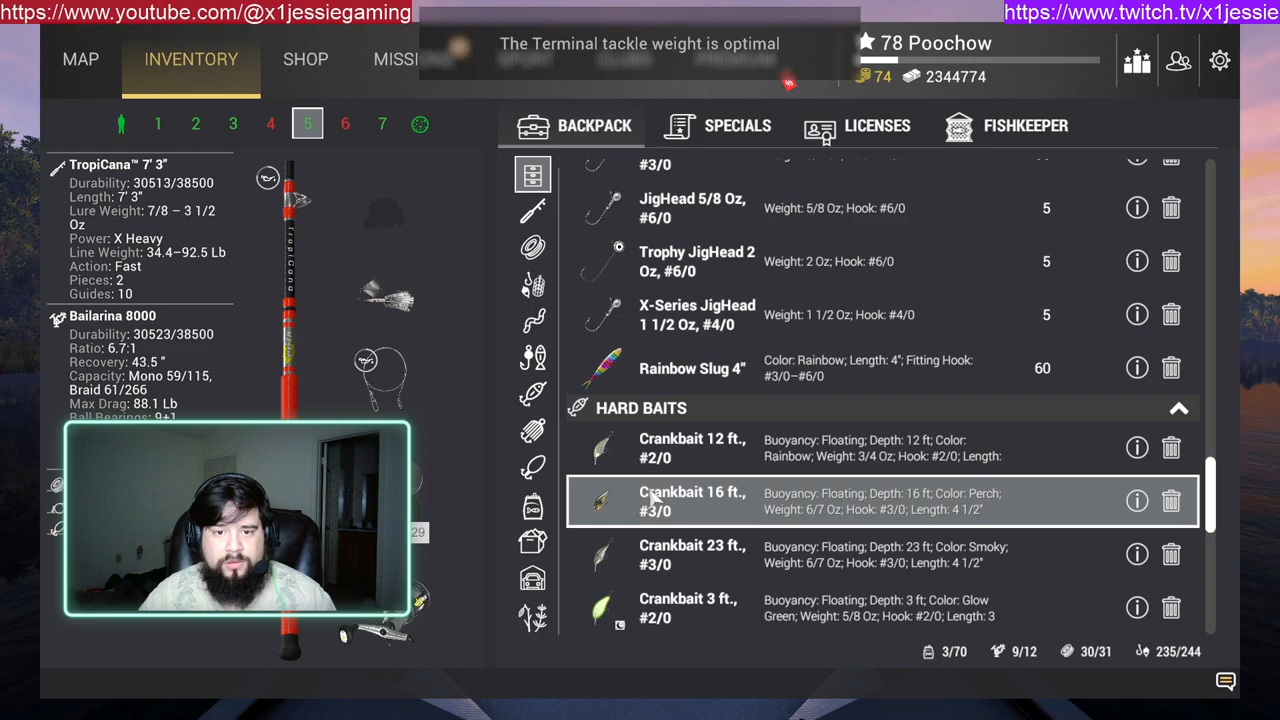 https://www.youtube.com/@x1jessiegaming
https://www.twitch.tv/x1jessie
MAP
INVENTORY
SHOP
The Terminal tackle weight is optimal
78 Poochow
74
2344774
1
2
3
4
5
6
7
BACKPACK
SPECIALS
LICENSES
FISHKEEPER
TropiCana™ 7' 3"
Durability: 30513/38500
Length: 7' 3"
Lure Weight: 7/8 – 3 1/2
Oz
Power: X Heavy
Line Weight: 34.4–92.5 Lb
Action: Fast
Pieces: 2
Guides: 10
Bailarina 8000
Durability: 30523/38500
Ratio: 6.7:1
Recovery: 43.5 "
Capacity: Mono 59/115,
Braid 61/266
Max Drag: 88.1 Lb
Ball Bearings: 9+1
TropiCana
29
#3/0
JigHead 5/8 Oz,
#6/0
Weight: 5/8 Oz; Hook: #6/0
5
Trophy JigHead 2
Oz, #6/0
Weight: 2 Oz; Hook: #6/0
5
X-Series JigHead
1 1/2 Oz, #4/0
Weight: 1 1/2 Oz; Hook: #4/0
5
Rainbow Slug 4"
Color: Rainbow; Length: 4"; Fitting Hook:
#3/0–#6/0
60
HARD BAITS
Crankbait 12 ft.,
#2/0
Buoyancy: Floating; Depth: 12 ft; Color:
Rainbow; Weight: 3/4 Oz; Hook: #2/0; Length:
Crankbait 16 ft.,
#3/0
Buoyancy: Floating; Depth: 16 ft; Color: Perch;
Weight: 6/7 Oz; Hook: #3/0; Length: 4 1/2"
Crankbait 23 ft.,
#3/0
Buoyancy: Floating; Depth: 23 ft; Color: Smoky;
Weight: 6/7 Oz; Hook: #3/0; Length: 4 1/2"
Crankbait 3 ft.,
#2/0
Buoyancy: Floating; Depth: 3 ft; Color: Glow
Green; Weight: 5/8 Oz; Hook: #2/0; Length: 3
3/70
9/12
30/31
235/244